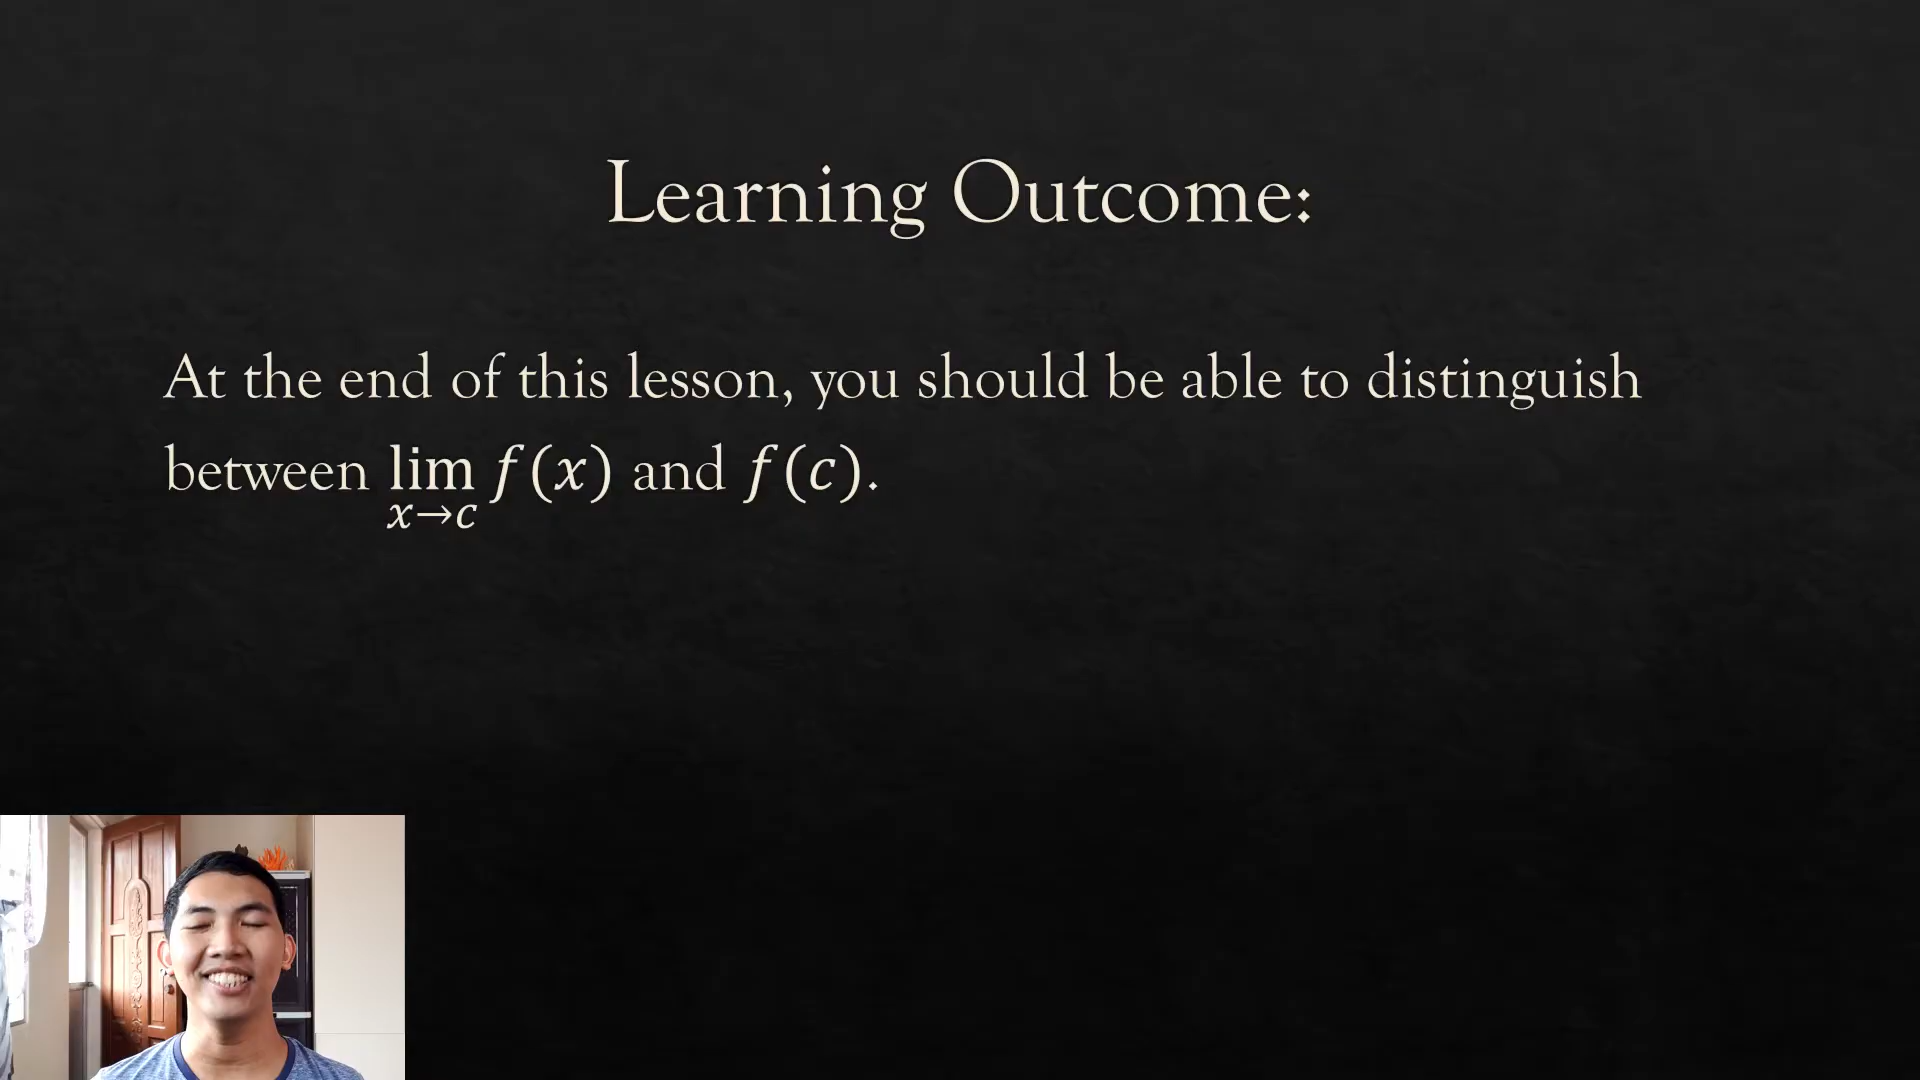 Learning Outcome:
At the end of this lesson, you should be able to distinguish
between lim f(x) and f(c).
x→c